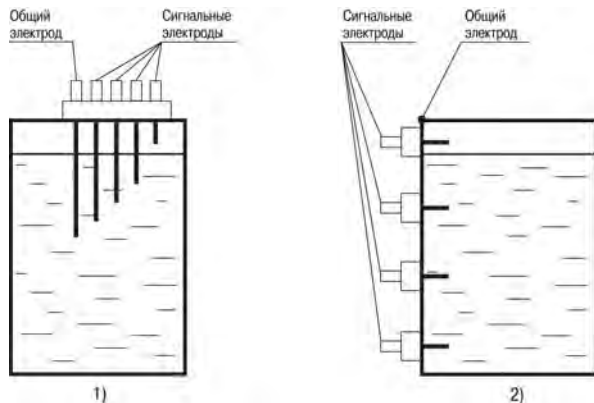 Общий
электрод
Сигнальные
электроды
Сигнальные
электроды
Общий
электрод
1)
2)